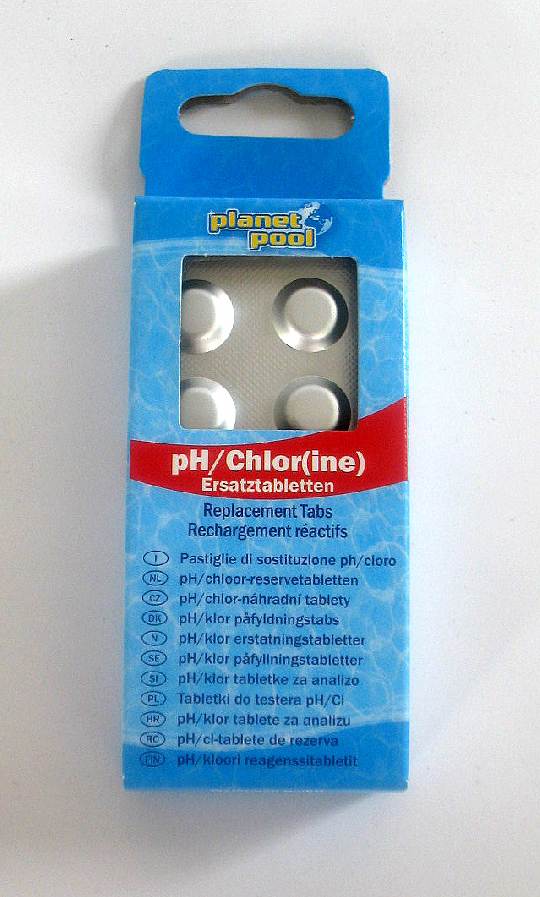 planet
pool
pH/Chlor(ine)
Ersatztabletten
Replacement Tabs
Rechargement réactifs
I Pastiglie di sostituzione ph/cloro
NL pH/chloor-reservetabletten
CZ pH/chlor-náhradní tablety
DK pH/klor påfyldningstabs
N pH/klor erstatningstabletter
SE pH/klor påfyllningstabletter
SI pH/klor tabletke za analizo
PL Tabletki do testera pH/Cl
HR pH/klor tablete za analizu
RC pH/cl-tablete de rezerva
FIN pH/kloori reagenssitabletit